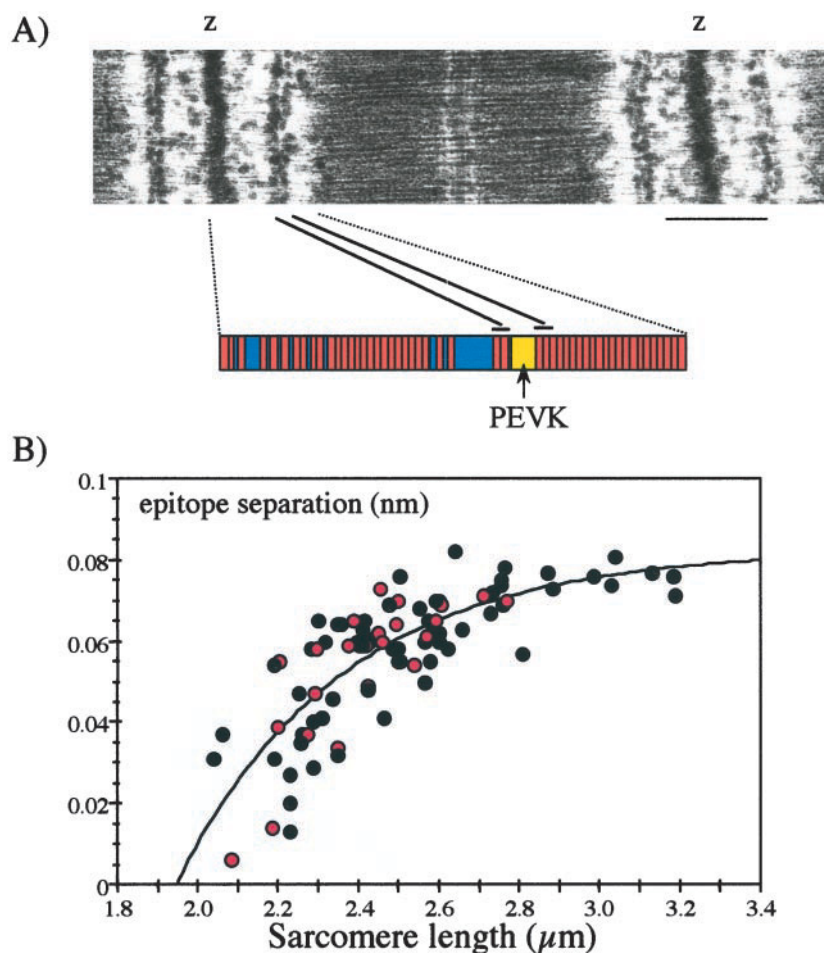 A)
Z Z
PEVK
B)
epitope separation (nm)
0.1
0.08
0.06
0.04
0.02
0
1.8 2.0 2.2 2.4 2.6 2.8 3.0 3.2 3.4
Sarcomere length (µm)